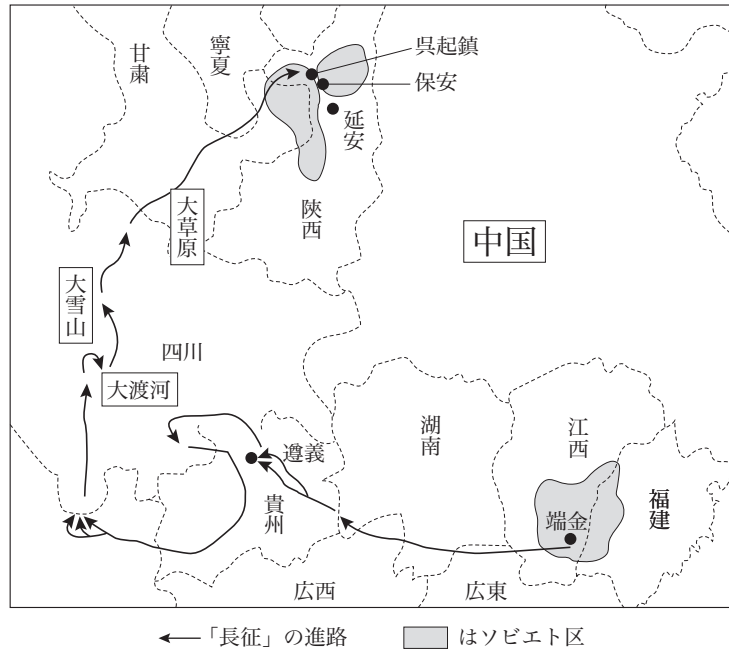 甘粛
寧夏
呉起鎮
保安
延安
陝西
大草原
中国
大雪山
四川
大渡河
湖南
江西
遵義
貴州
福建
端金
広西
広東
「長征」の進路
はソビエト区